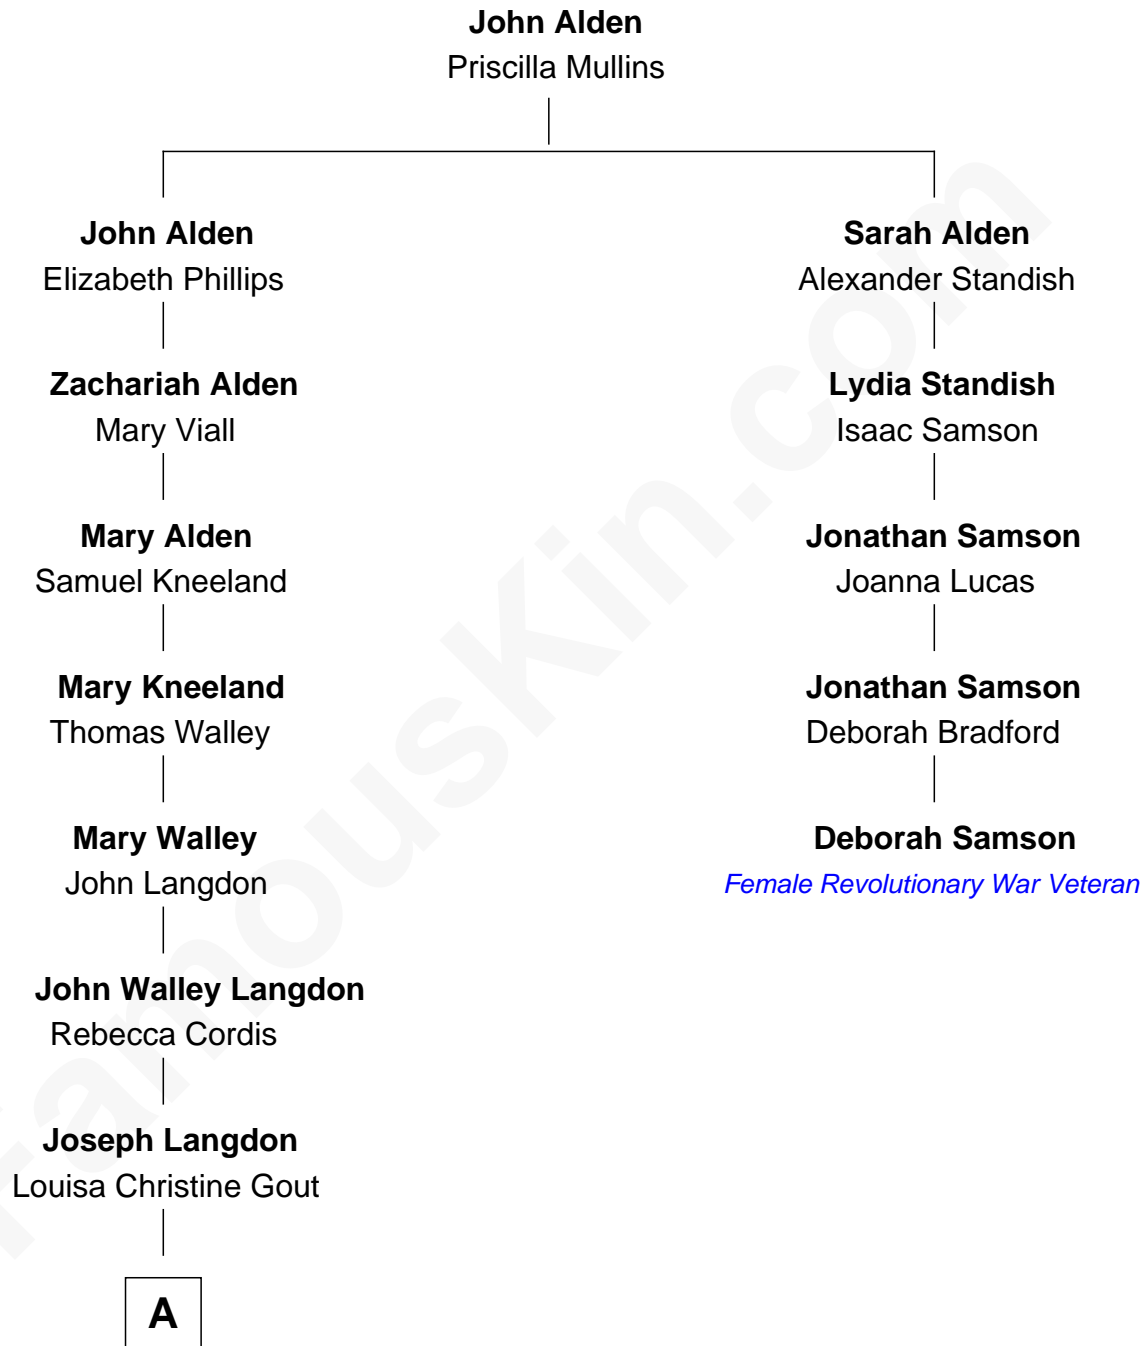 John Alden
Priscilla Mullins
John Alden
Elizabeth Phillips
Sarah Alden
Alexander Standish
Zachariah Alden
Mary Viall
Lydia Standish
Isaac Samson
Mary Alden
Samuel Kneeland
Jonathan Samson
Joanna Lucas
Mary Kneeland
Thomas Walley
Jonathan Samson
Deborah Bradford
Mary Walley
John Langdon
Deborah Samson
Female Revolutionary War Veteran
John Walley Langdon
Rebecca Cordis
Joseph Langdon
Louisa Christine Gout
A
FamousKin.com